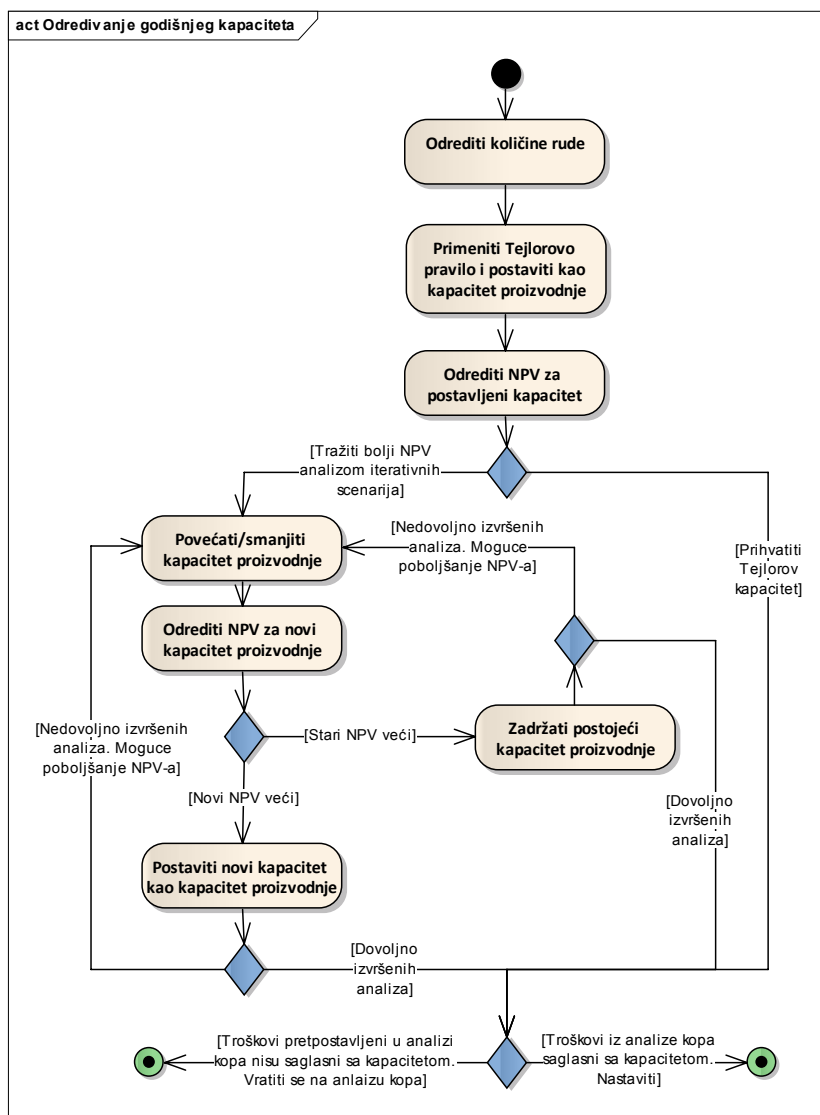 act Određivanje godišnjeg kapaciteta
Odrediti količine rude
Primeniti Tejlorovo
pravilo i postaviti kao
kapacitet proizvodnje
Odrediti NPV za
postavljeni kapacitet
[Tražiti bolji NPV
analizom iterativnih
scenarija]
[Prihvatiti
Tejlorov
kapacitet]
Povećati/smanjiti
kapacitet proizvodnje
[Nedovoljno izvršenih
analiza. Moguce
poboljšanje NPV-a]
Odrediti NPV za novi
kapacitet proizvodnje
[Nedovoljno izvršenih
analiza. Moguce
poboljšanje NPV-a]
[Stari NPV veći]
Zadržati postojeći
kapacitet proizvodnje
[Novi NPV veći]
[Dovoljno
izvršenih
analiza]
Postaviti novi kapacitet
kao kapacitet proizvodnje
[Dovoljno
izvršenih
analiza]
[Troškovi pretpostavljeni u analizi
kopa nisu saglasni sa kapacitetom.
Vratiti se na anlaizu kopa]
[Troškovi iz analize kopa
saglasni sa kapacitetom.
Nastaviti]